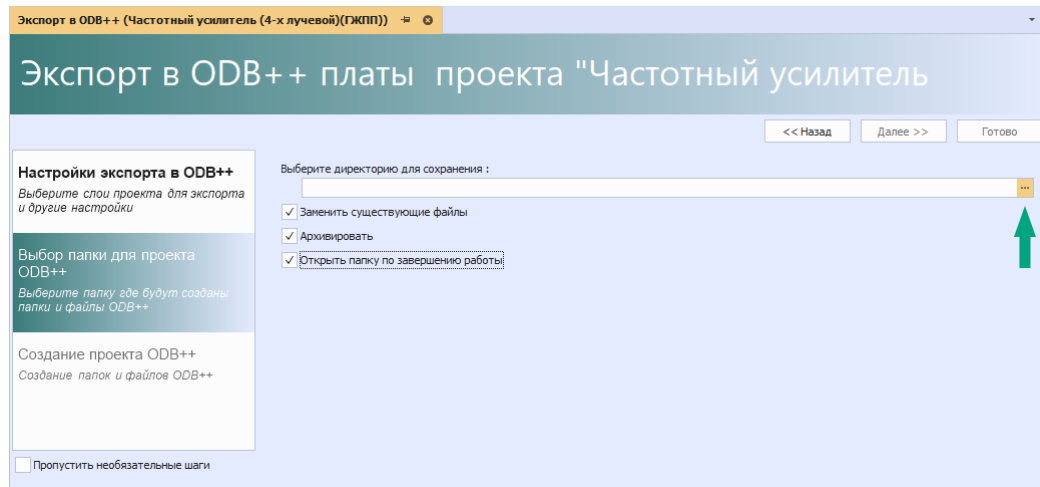 Экспорт в ODB++ (Частотный усилитель (4-х лучевой)(ГЖПП))
Экспорт в ODB++ платы проекта "Частотный усилитель
<< Назад
Далее >>
Готово
Настройки экспорта в ODB++
Выберите слои проекта для экспорта
и другие настройки
Выбор папки для проекта
ODB++
Выберите папку где будут созданы
папки и файлы ODB++
Создание проекта ODB++
Создание папок и файлов ODB++
Пропустить необязательные шаги
Выберите директорию для сохранения :
...
Заменить существующие файлы
Архивировать
Открыть папку по завершению работы